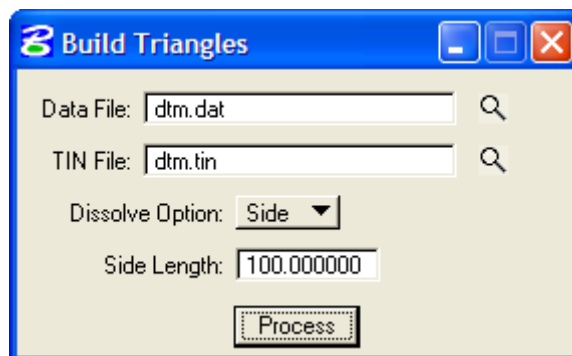 Build Triangles
Data File: dtm.dat
TIN File: dtm.tin
Dissolve Option: Side
Side Length: 100.000000
Process